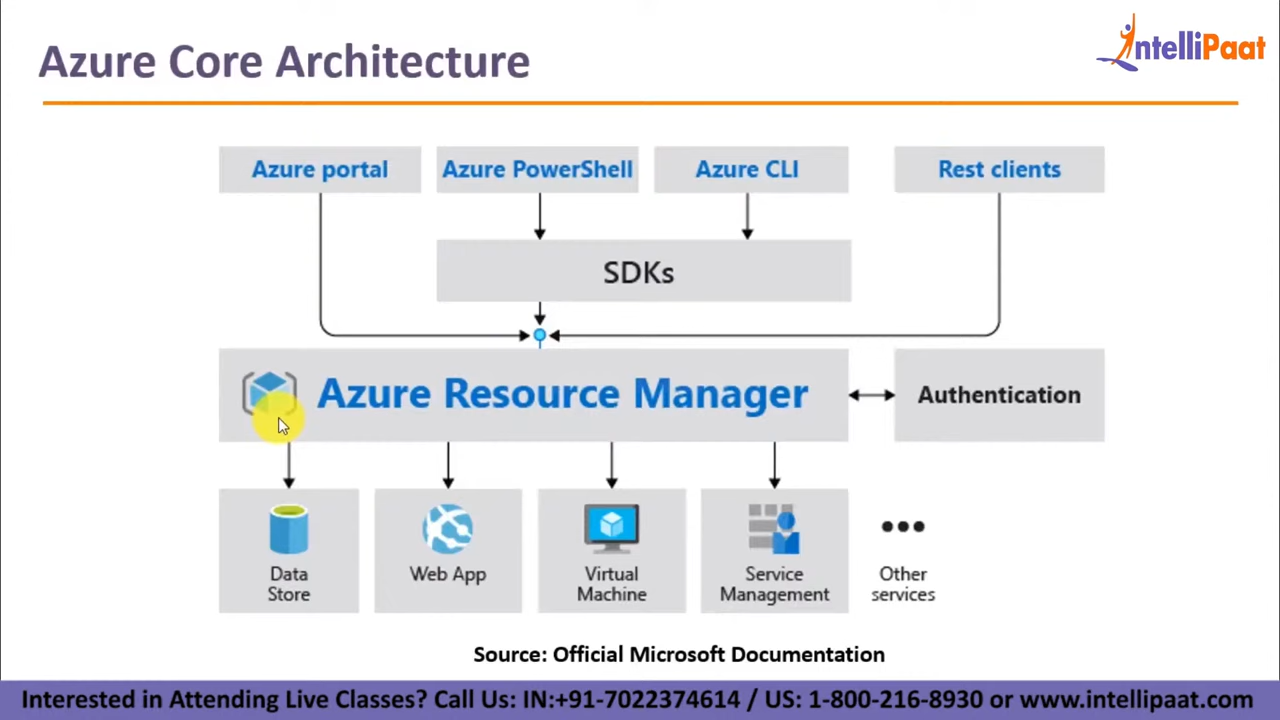 Azure Core Architecture
IntelliPaat
Azure portal
Azure PowerShell
Azure CLI
Rest clients
SDKs
Azure Resource Manager
Authentication
Data
Store
Web App
Virtual
Machine
Service
Management
Other
services
Source: Official Microsoft Documentation
Interested in Attending Live Classes? Call Us: IN:+91-7022374614 / US: 1-800-216-8930 or www.intellipaat.com